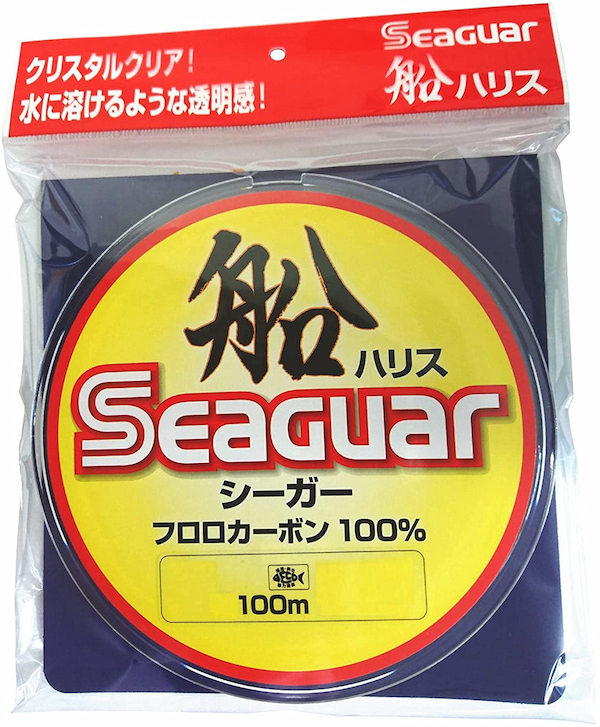 クリスタルクリア!
水に溶けるような透明感!
SEAGUAR
船ハリス
船
ハリス
SEAGUAR
シーガー
フロロカーボン 100%
100m